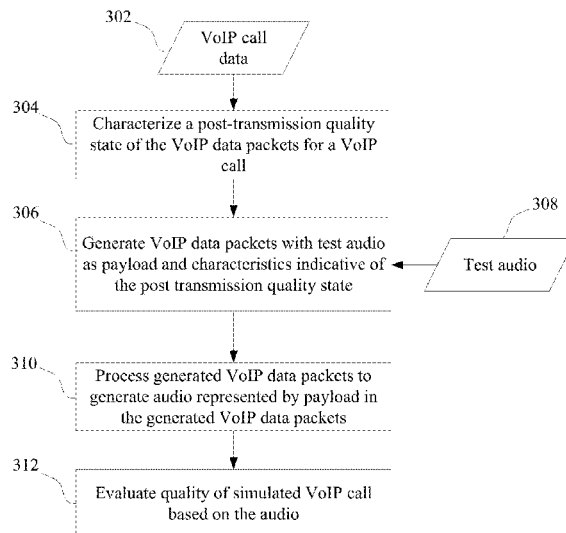 302
VoIP call
data
304
Characterize a post-transmission quality
state of the VoIP data packets for a VoIP
call
306
308
Generate VoIP data packets with test audio
as payload and characteristics indicative of
the post transmission quality state
Test audio
310
Process generated VoIP data packets to
generate audio represented by payload in
the generated VoIP data packets
312
Evaluate quality of simulated VoIP call
based on the audio